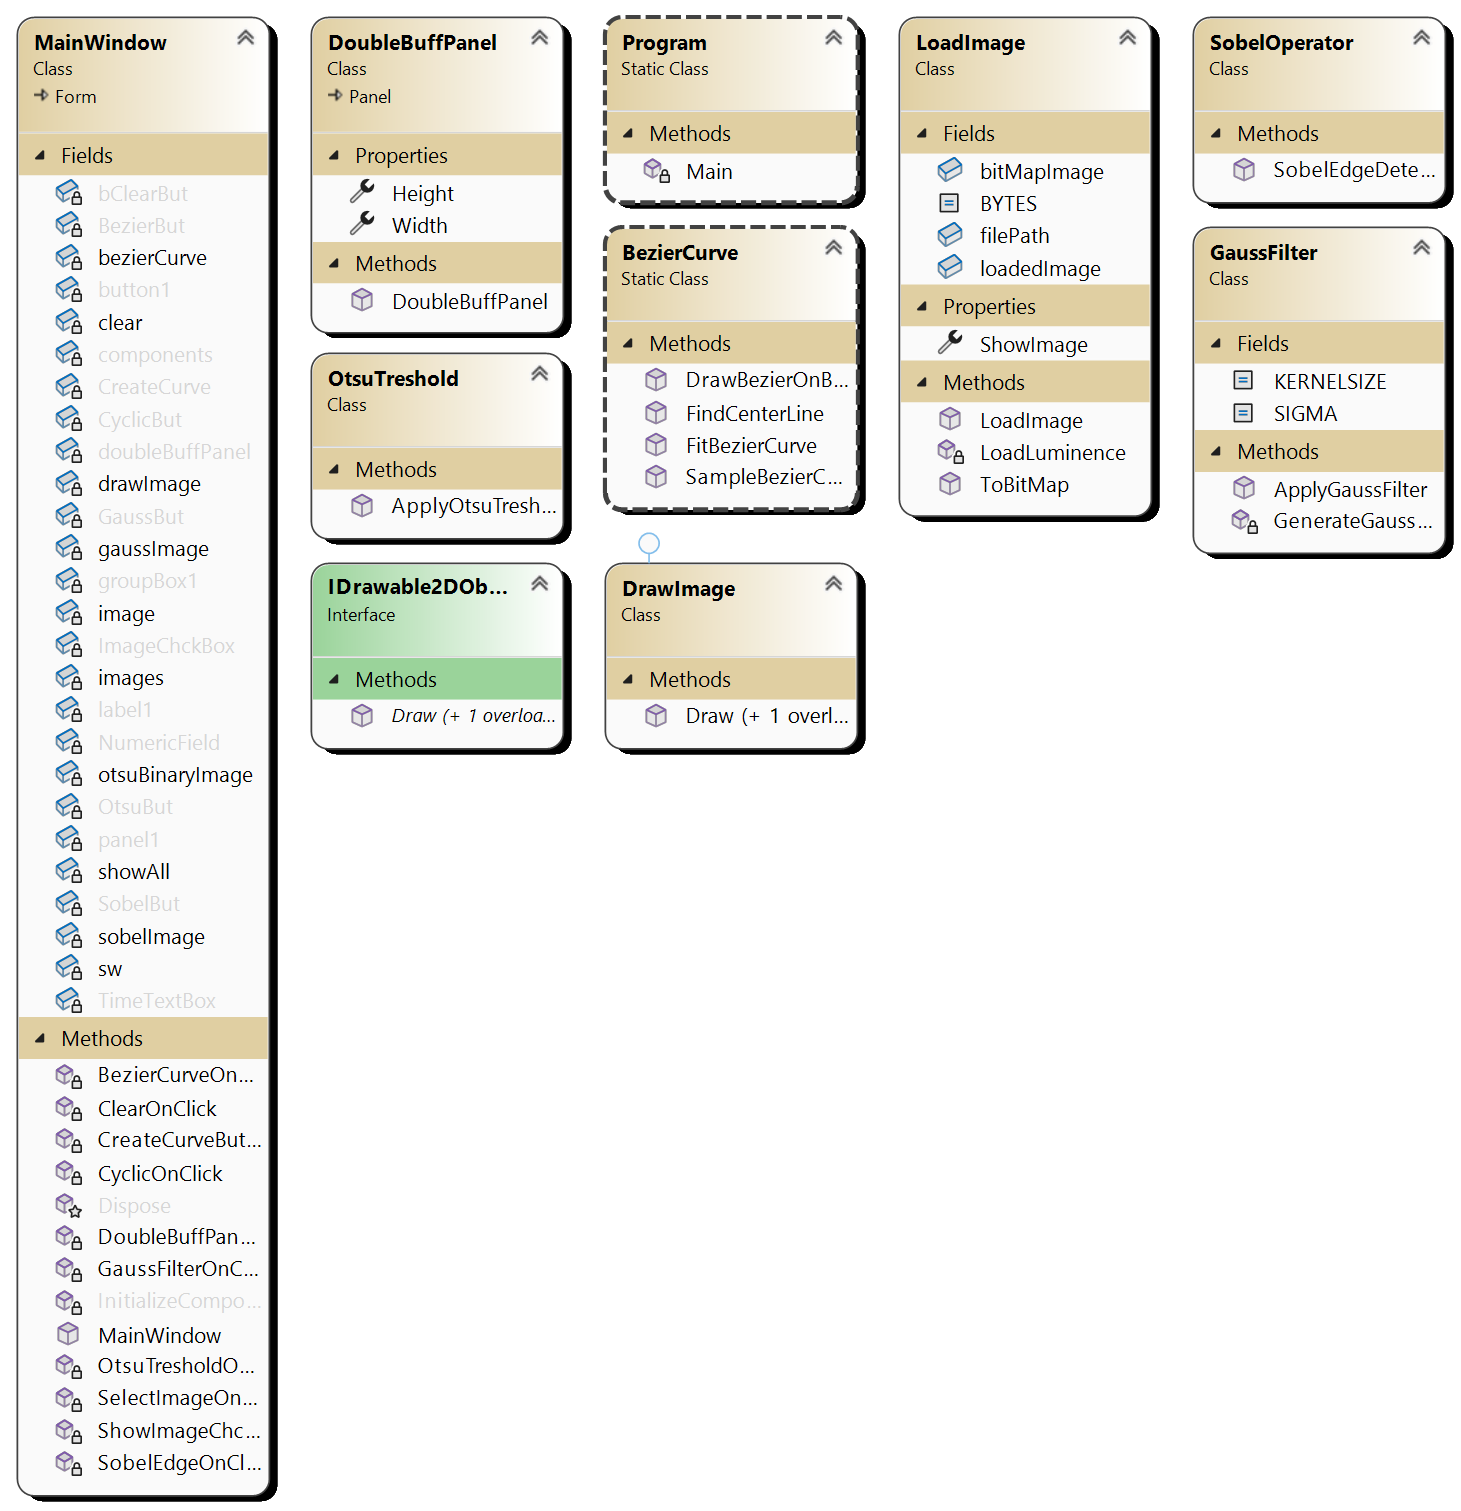 MainWindow
Class
Form
Fields
bClearBut
BezierBut
bezierCurve
button1
clear
components
CreateCurve
CyclicBut
doubleBuffPanel
drawImage
GaussBut
gaussImage
groupBox1
image
ImageChckBox
images
label1
NumericField
otsuBinaryImage
OtsuBut
panel1
showAll
SobelBut
sobelImage
sw
TimeTextBox
Methods
BezierCurveOn...
ClearOnClick
CreateCurveBut...
CyclicOnClick
Dispose
DoubleBuffPan...
GaussFilterOnC...
InitializeCompo...
MainWindow
OtsuTresholdO...
SelectImageOn...
ShowImageChc...
SobelEdgeOnCl...
DoubleBuffPanel
Class
Panel
Properties
Height
Width
Methods
DoubleBuffPanel
OtsuTreshold
Class
Methods
ApplyOtsuTresh...
IDrawable2DOb...
Interface
Methods
Draw (+ 1 overloa...
Program
Static Class
Methods
Main
BezierCurve
Static Class
Methods
DrawBezierOnB...
FindCenterLine
FitBezierCurve
SampleBezierC...
DrawImage
Class
Methods
Draw (+ 1 overl...
LoadImage
Class
Fields
bitMapImage
BYTES
filePath
loadedImage
Properties
ShowImage
Methods
LoadImage
LoadLuminence
ToBitMap
SobelOperator
Class
Methods
SobelEdgeDete...
GaussFilter
Class
Fields
KERNELSIZE
SIGMA
Methods
ApplyGaussFilter
GenerateGauss...